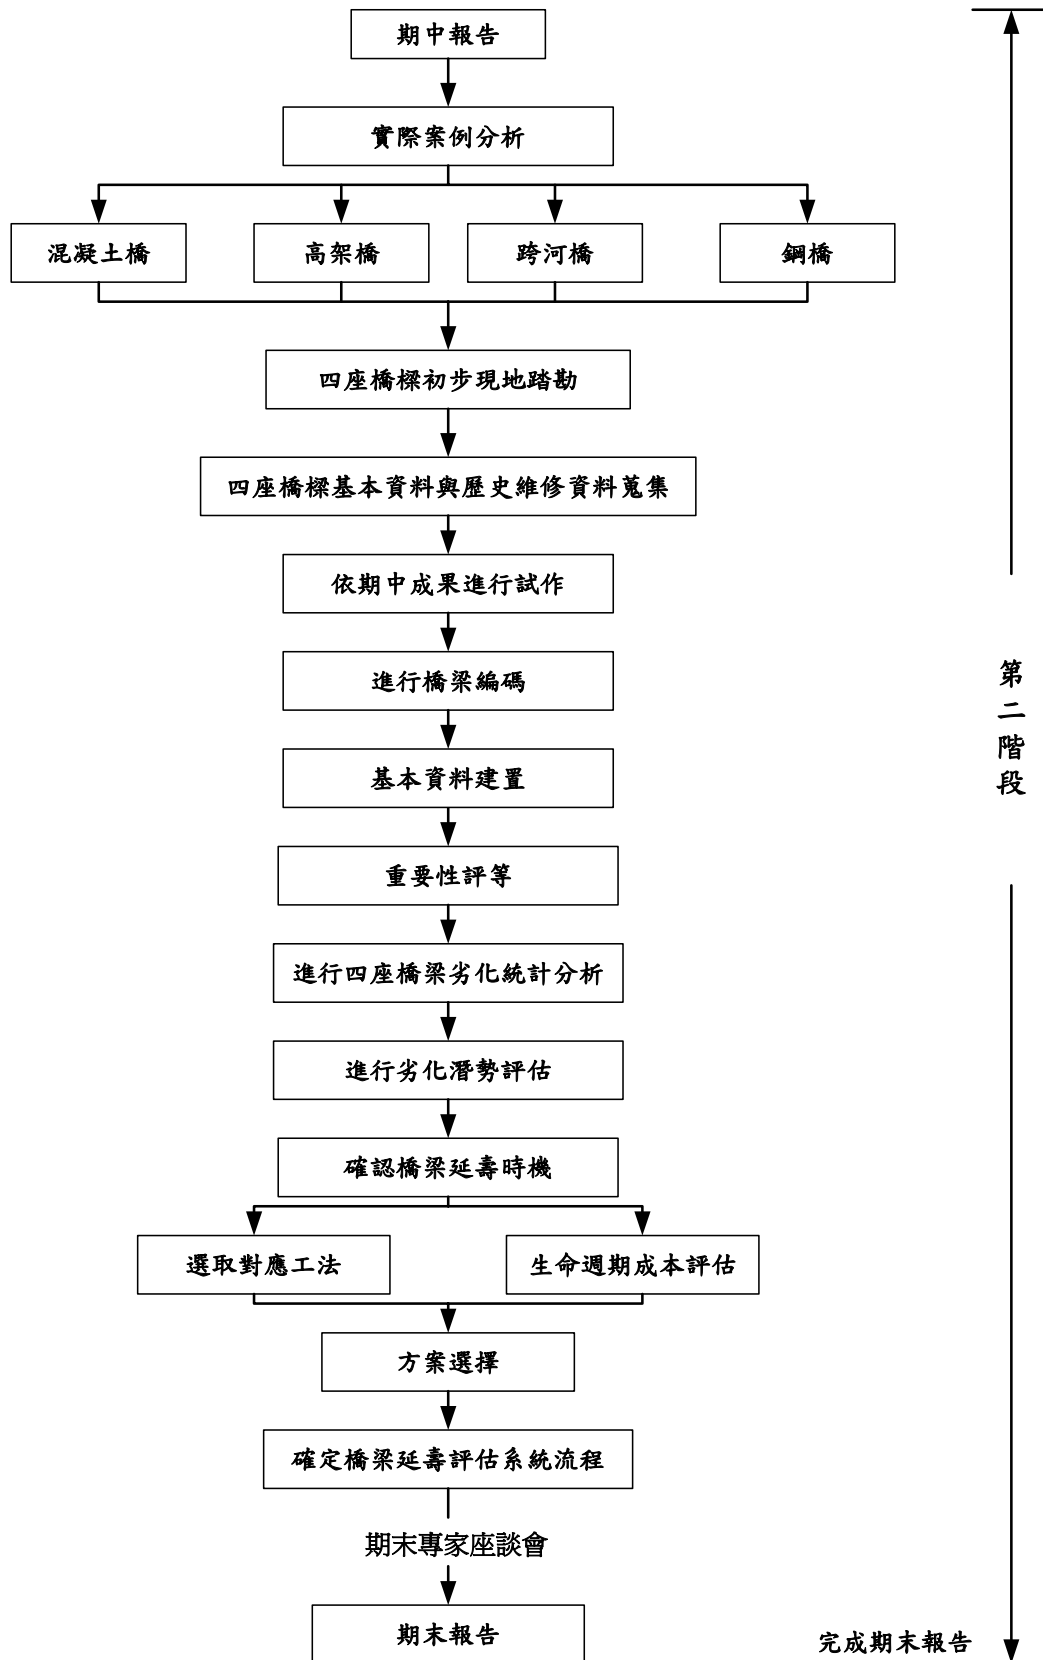 期中報告
實際案例分析
混凝土橋
高架橋
跨河橋
鋼橋
四座橋樑初步現地踏勘
四座橋樑基本資料與歷史維修資料蒐集
依期中成果進行試作
進行橋梁編碼
基本資料建置
重要性評等
進行四座橋梁劣化統計分析
進行劣化潛勢評估
確認橋梁延壽時機
選取對應工法
生命週期成本評估
方案選擇
確定橋梁延壽評估系統流程
期末專家座談會
期末報告
第
二
階
段
完成期末報告